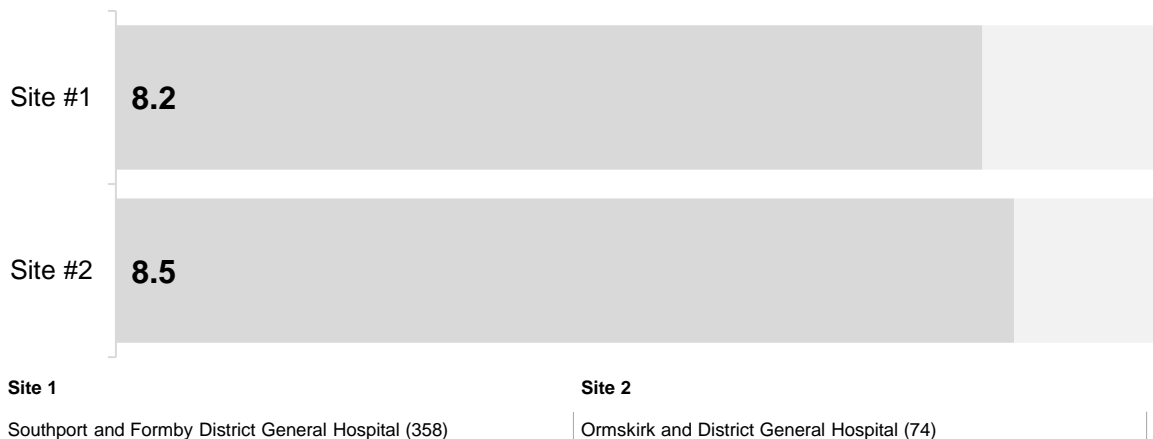 Site #1 8.2
Site #2 8.5
Site 1 Site 2
Southport and Formby District General Hospital (358) Ormskirk and District General Hospital (74)